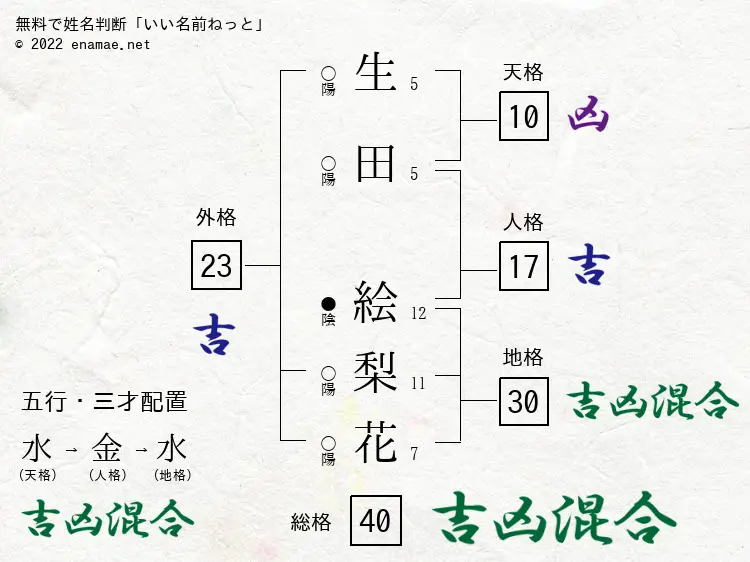 無料で姓名判断「いい名前ねっと」
© 2022 enamae.net
○陽 生 5
○陽 田 5
●陰 絵 12
○陽 梨 11
○陽 花 7
天格
10 凶
人格
17 吉
地格
30 吉凶混合
外格
23
吉
五行・三才配置
水 → 金 → 水
(天格) (人格) (地格)
吉凶混合
総格 40 吉凶混合